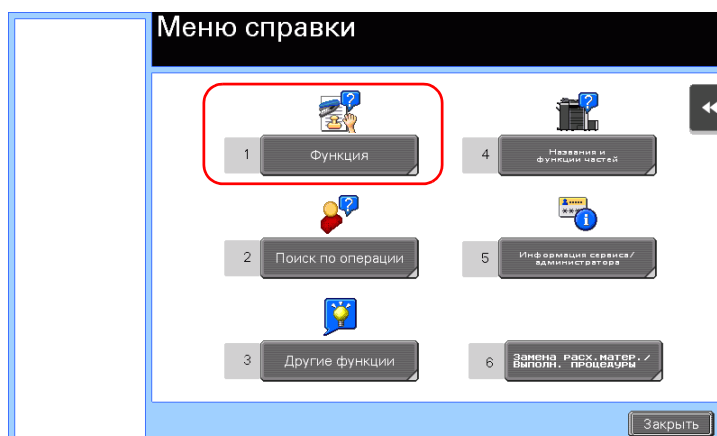 Меню справки
1 Функция
2 Поиск по операции
3 Другие функции
4 Названия и
функции частей
5 Информация сервиса/
администратора
6 Замена расх.матер./
Выполн. процедуры
Закрыть